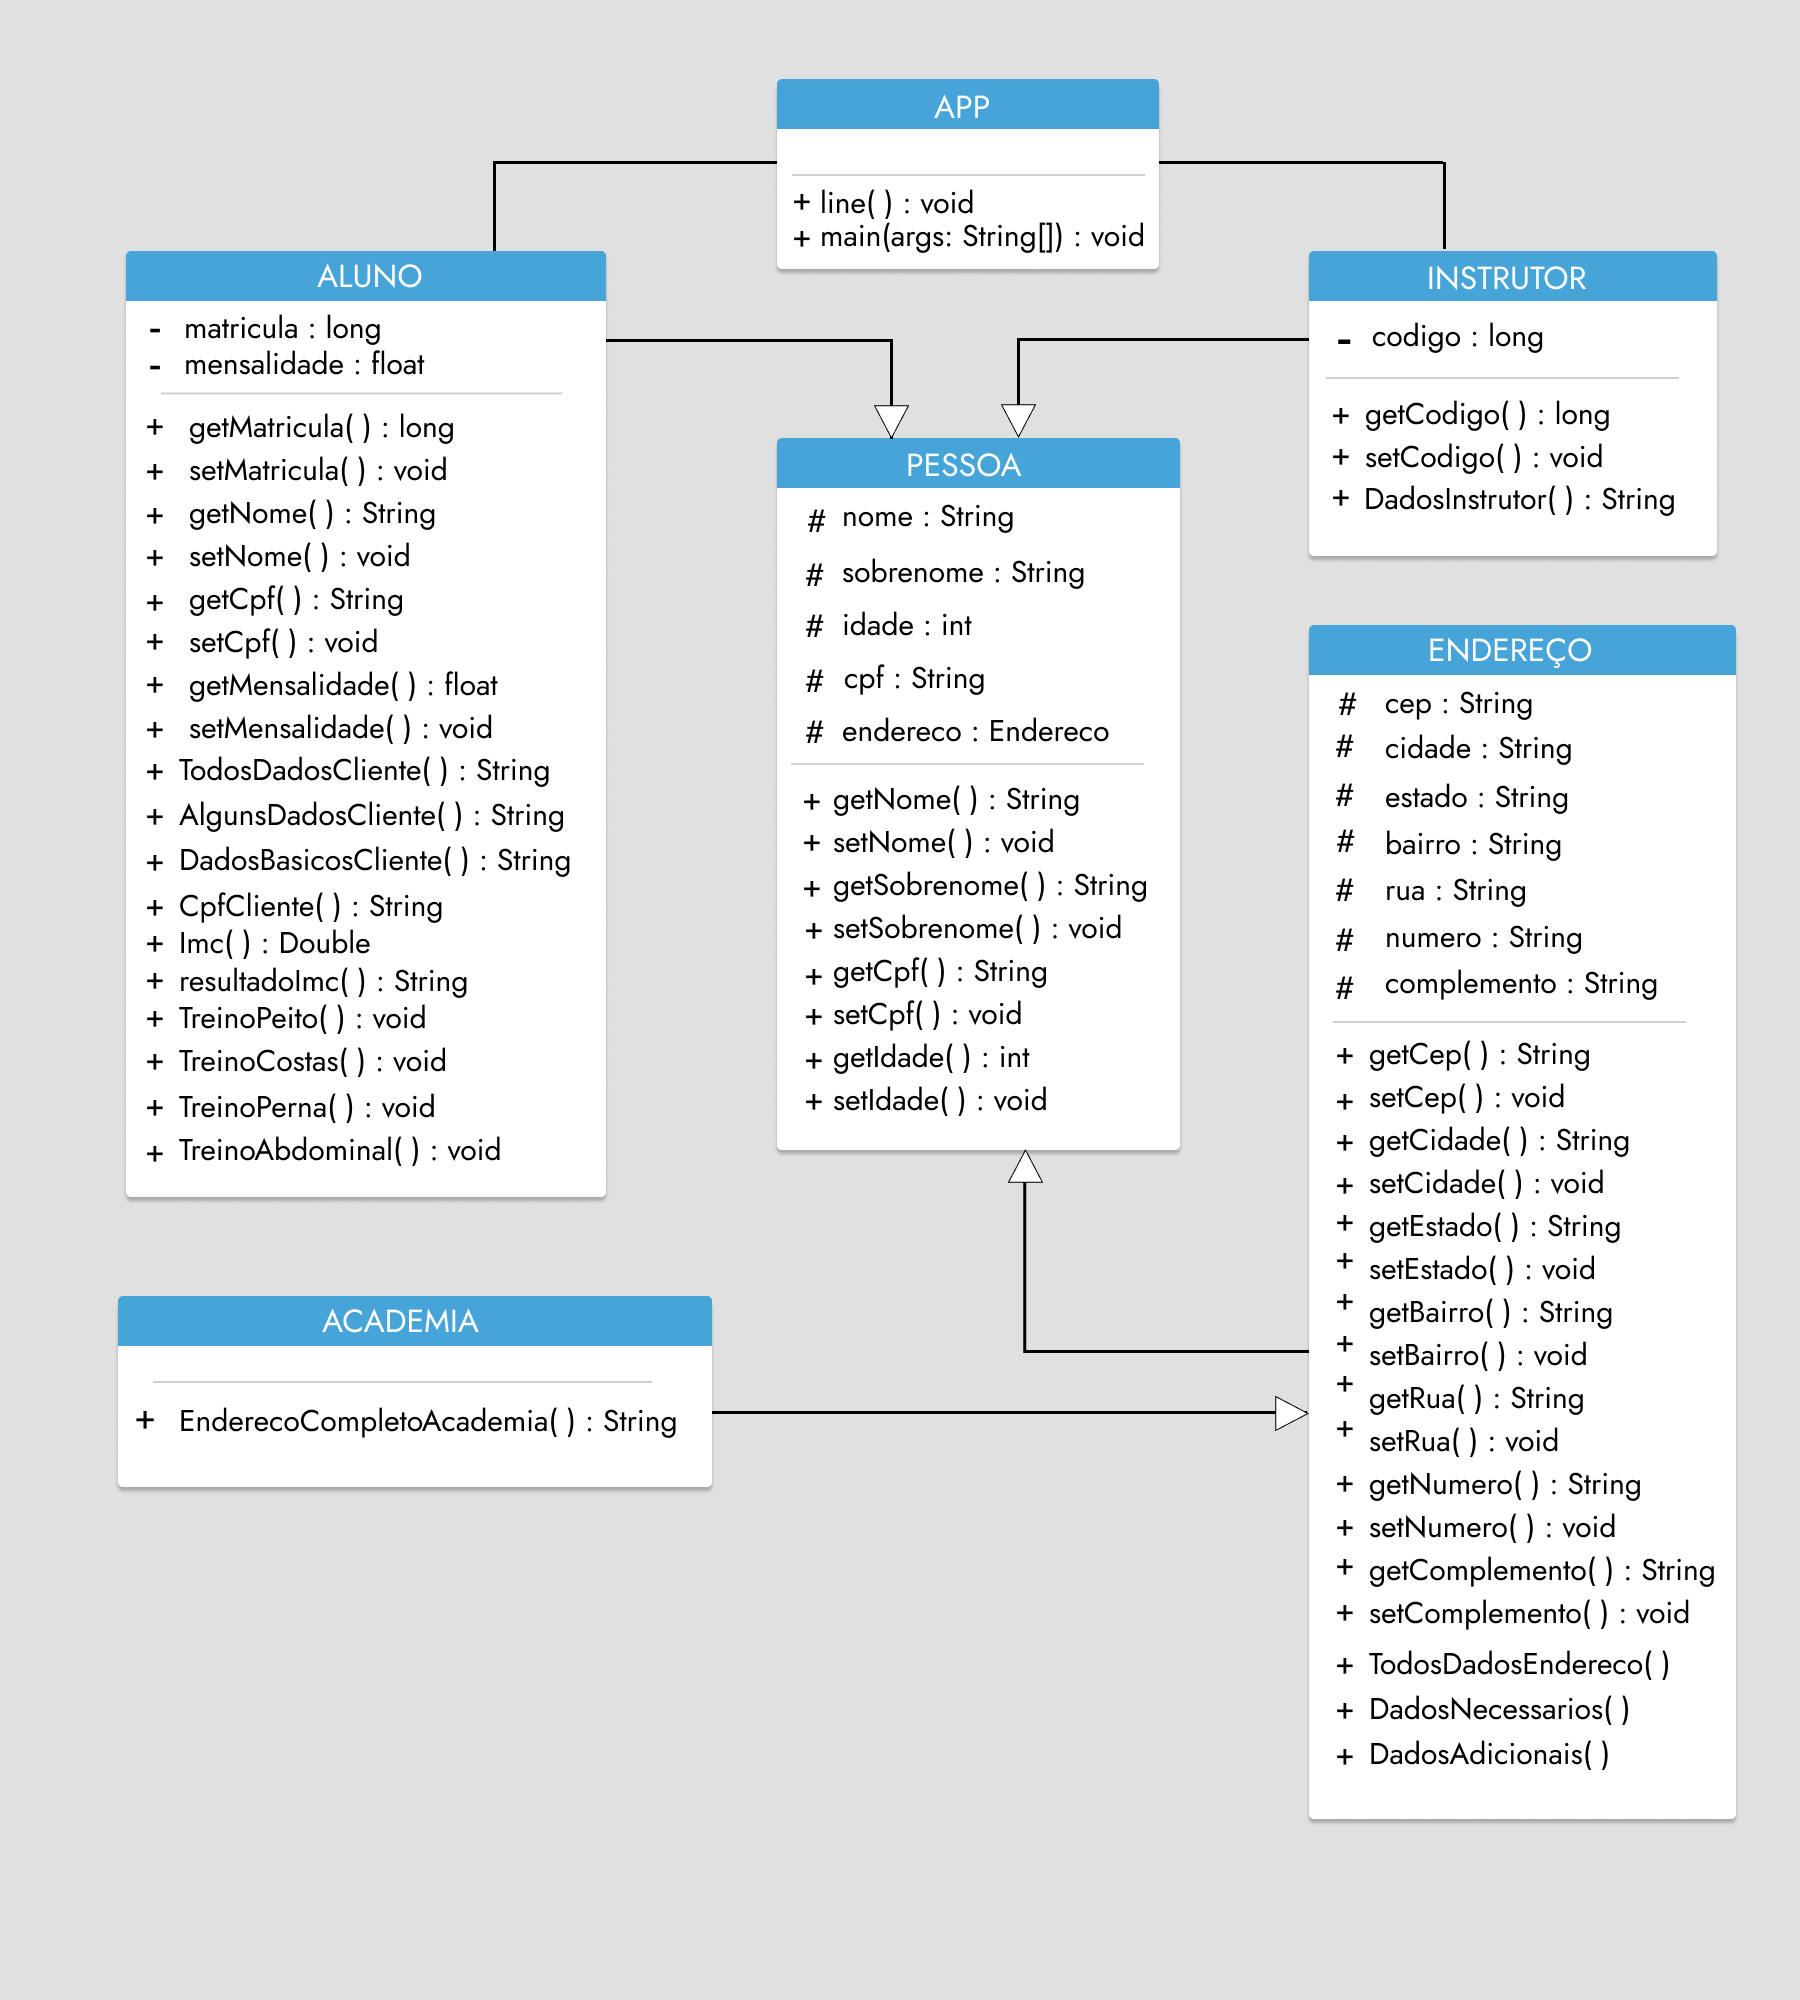 APP
+ line( ) : void
+ main(args: String[]) : void
ALUNO
- matricula : long
- mensalidade : float
+ getMatricula( ) : long
+ setMatricula( ) : void
+ getNome( ) : String
+ setNome( ) : void
+ getCpf( ) : String
+ setCpf( ) : void
+ getMensalidade( ) : float
+ setMensalidade( ) : void
+ TodosDadosCliente( ) : String
+ AlgunsDadosCliente( ) : String
+ DadosBasicosCliente( ) : String
+ CpfCliente( ) : String
+ Imc( ) : Double
+ resultadoImc( ) : String
+ TreinoPeito( ) : void
+ TreinoCostas( ) : void
+ TreinoPerna( ) : void
+ TreinoAbdominal( ) : void
INSTRUTOR
- codigo : long
+ getCodigo( ) : long
+ setCodigo( ) : void
+ DadosInstrutor( ) : String
PESSOA
# nome : String
# sobrenome : String
# idade : int
# cpf : String
# endereco : Endereco
+ getNome( ) : String
+ setNome( ) : void
+ getSobrenome( ) : String
+ setSobrenome( ) : void
+ getCpf( ) : String
+ setCpf( ) : void
+ getIdade( ) : int
+ setIdade( ) : void
ENDEREÇO
# cep : String
# cidade : String
# estado : String
# bairro : String
# rua : String
# numero : String
# complemento : String
+ getCep( ) : String
+ setCep( ) : void
+ getCidade( ) : String
+ setCidade( ) : void
+ getEstado( ) : String
+ setEstado( ) : void
+ getBairro( ) : String
+ setBairro( ) : void
+ getRua( ) : String
+ setRua( ) : void
+ getNumero( ) : String
+ setNumero( ) : void
+ getComplemento( ) : String
+ setComplemento( ) : void
+ TodosDadosEndereco( )
+ DadosNecessarios( )
+ DadosAdicionais( )
ACADEMIA
+ EnderecoCompletoAcademia( ) : String